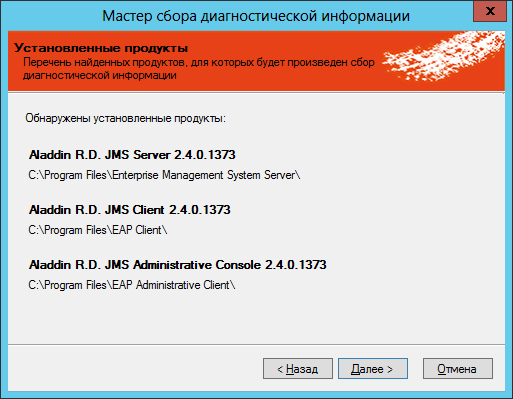 Мастер сбора диагностической информации
x
Установленные продукты
Перечень найденных продуктов, для которых будет произведен сбор
диагностической информации
Обнаружены установленные продукты:
Aladdin R.D. JMS Server 2.4.0.1373
C:\Program Files\Enterprise Management System Server\
Aladdin R.D. JMS Client 2.4.0.1373
C:\Program Files\EAP Client\
Aladdin R.D. JMS Administrative Console 2.4.0.1373
C:\Program Files\EAP Administrative Client\
< Назад Далее > Отмена